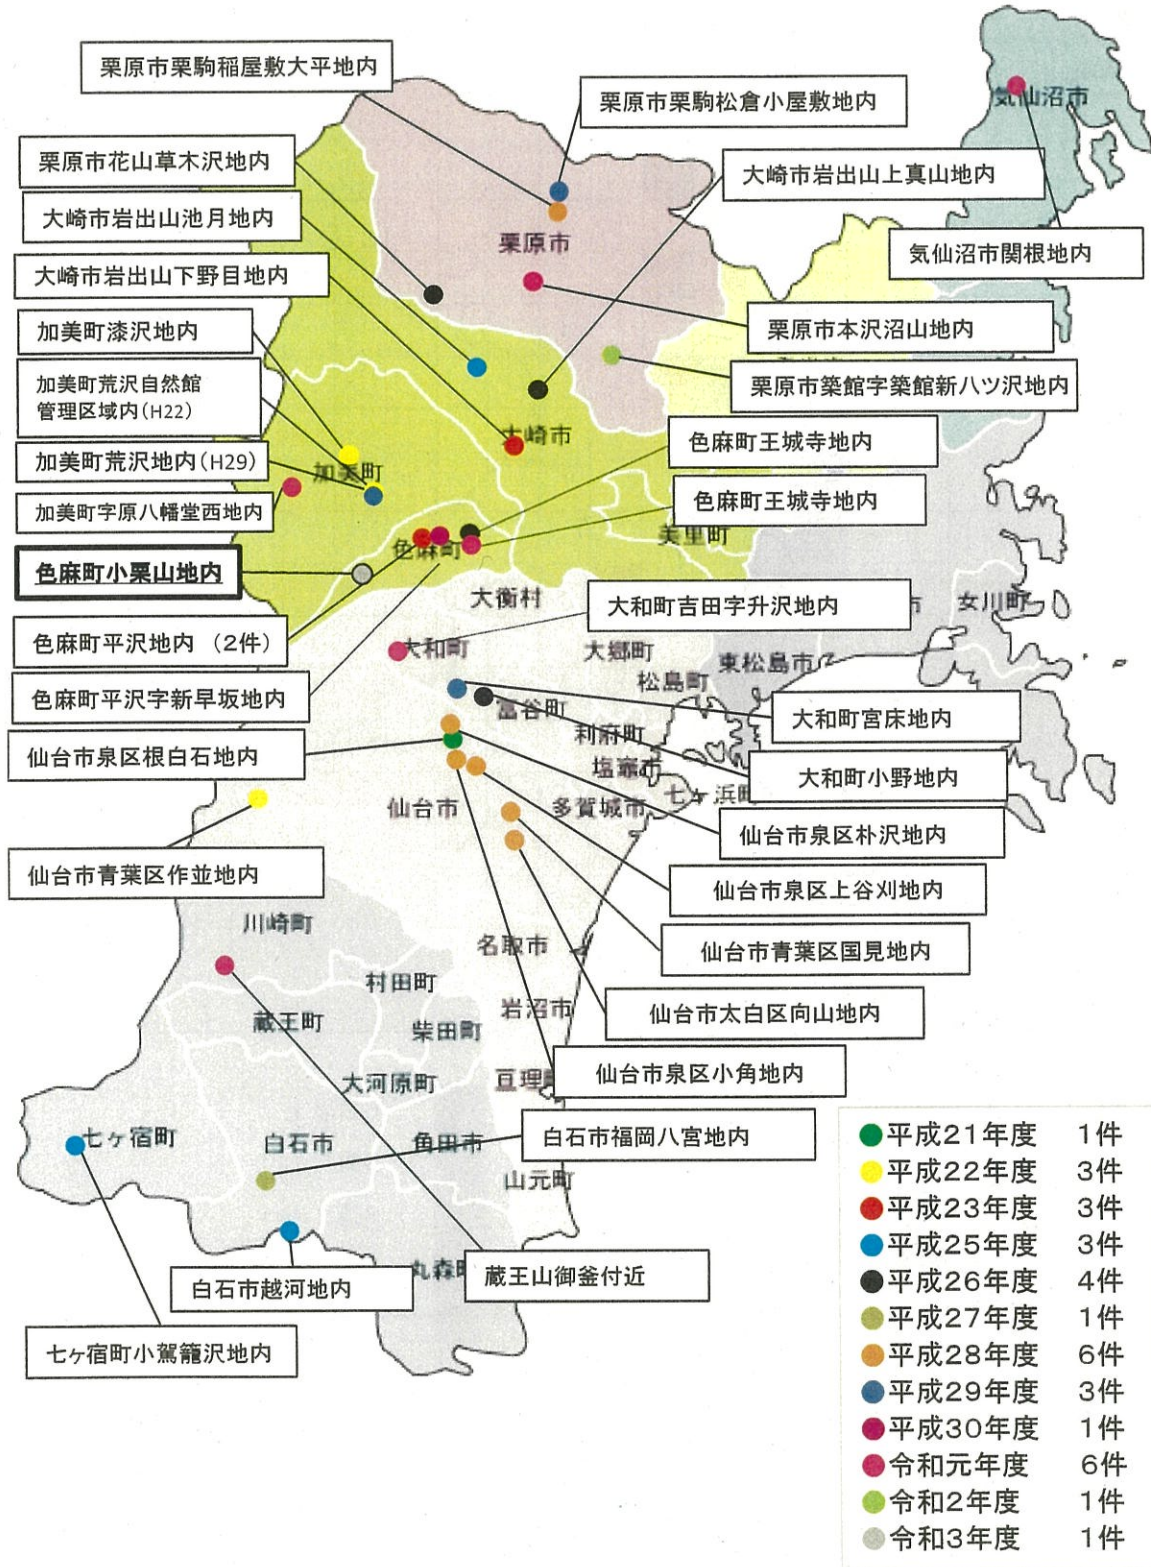 栗原市栗駒稲屋敷大平地内
栗原市栗駒松倉小屋敷地内
気仙沼市
栗原市花山草木沢地内
大崎市岩出山上真山地内
大崎市岩出山池月地内
栗原市
気仙沼市関根地内
大崎市岩出山下野目地内
加美町漆沢地内
栗原市本沢沼山地内
加美町荒沢自然館
管理区域内(H22)
栗原市築館字築館新八ツ沢地内
大崎市
色麻町王城寺地内
加美町荒沢地内(H29)
加美町
加美町字原八幡堂西地内
色麻町王城寺地内
美里町
色麻町
色麻町小栗山地内
大衡村
大和町吉田字升沢地内
市
女川町
色麻町平沢地内 (2件)
大和町
大郷町
東松島市
松島町
色麻町平沢字新早坂地内
富谷町
大和町宮床地内
利府町
仙台市泉区根白石地内
塩竈市
大和町小野地内
七ヶ浜町
仙台市
多賀城市
仙台市泉区朴沢地内
仙台市青葉区作並地内
仙台市泉区上谷刈地内
川崎町
名取市
仙台市青葉区国見地内
村田町
岩沼市
仙台市太白区向山地内
蔵王町
柴田町
大河原町
亘理町
仙台市泉区小角地内
七ヶ宿町
白石市
角田市
白石市福岡八宮地内
山元町
丸森町
蔵王山御釜付近
白石市越河地内
七ヶ宿町小駕籠沢地内
平成21年度 1件
平成22年度 3件
平成23年度 3件
平成25年度 3件
平成26年度 4件
平成27年度 1件
平成28年度 6件
平成29年度 3件
平成30年度 1件
令和元年度 6件
令和2年度 1件
令和3年度 1件